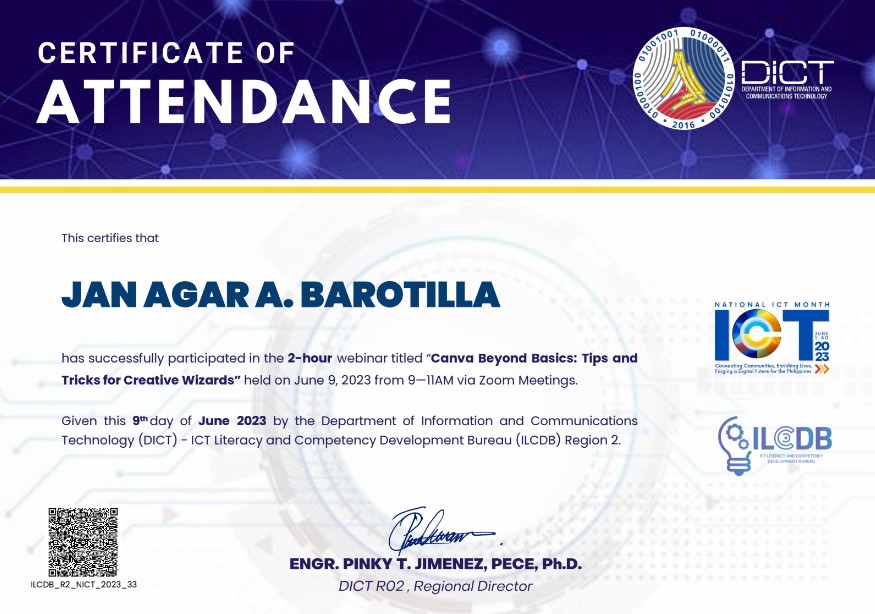 CERTIFICATE OF
ATTENDANCE
01000100 01001001 01000011 01010100
• 2016 •
DICT
DEPARTMENT OF INFORMATION AND
COMMUNICATIONS TECHNOLOGY
This certifies that
JAN AGAR A. BAROTILLA
has successfully participated in the 2-hour webinar titled “Canva Beyond Basics: Tips and
Tricks for Creative Wizards” held on June 9, 2023 from 9—11AM via Zoom Meetings.
Given this 9th day of June 2023 by the Department of Information and Communications
Technology (DICT) - ICT Literacy and Competency Development Bureau (ILCDB) Region 2.
NATIONAL ICT MONTH
ICT
JUNE
1-30
2023
Connecting Communities, Enriching Lives,
Forging a Digital Future for the Philippines
ILCDB
ICT LITERACY AND COMPETENCY
DEVELOPMENT BUREAU
ILCDB_R2_NICT_2023_33
ENGR. PINKY T. JIMENEZ, PECE, Ph.D.
DICT R02 , Regional Director